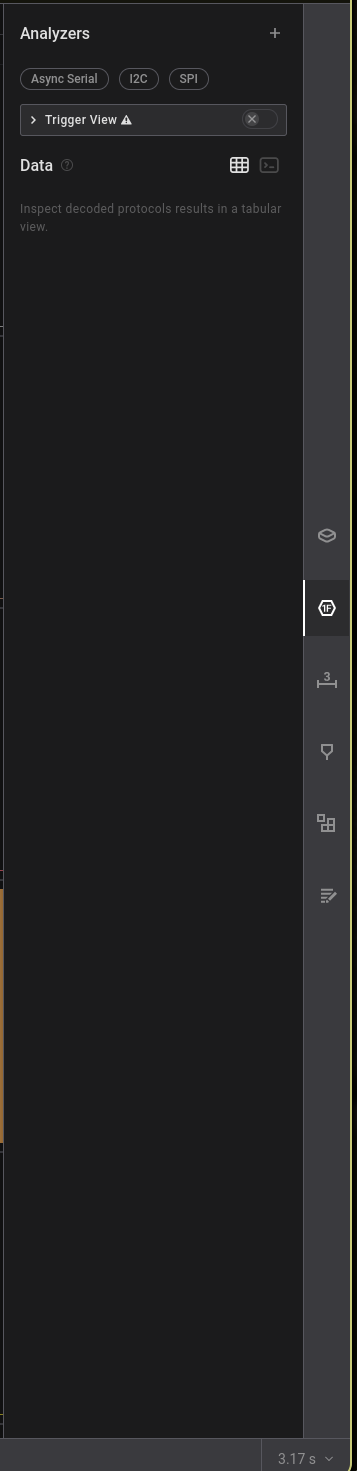 Analyzers
Async Serial I2C SPI
Trigger View
Data
Inspect decoded protocols results in a tabular
view.
1F
3
3.17 s